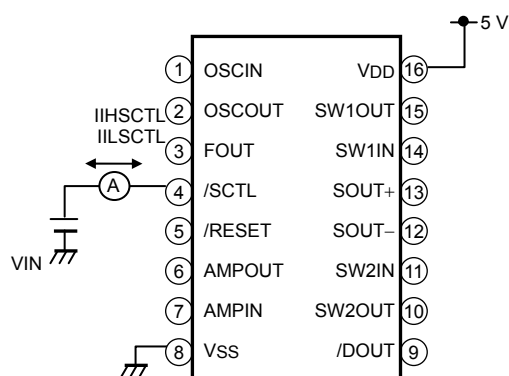 5 V
1 OSCIN VDD 16
IIHSCTL 2 OSCOUT SW1OUT 15
IILSCTL 3 FOUT SW1IN 14
A 4 /SCTL SOUT+ 13
5 /RESET SOUT− 12
VIN 6 AMPOUT SW2IN 11
7 AMPIN SW2OUT 10
8 VSS /DOUT 9